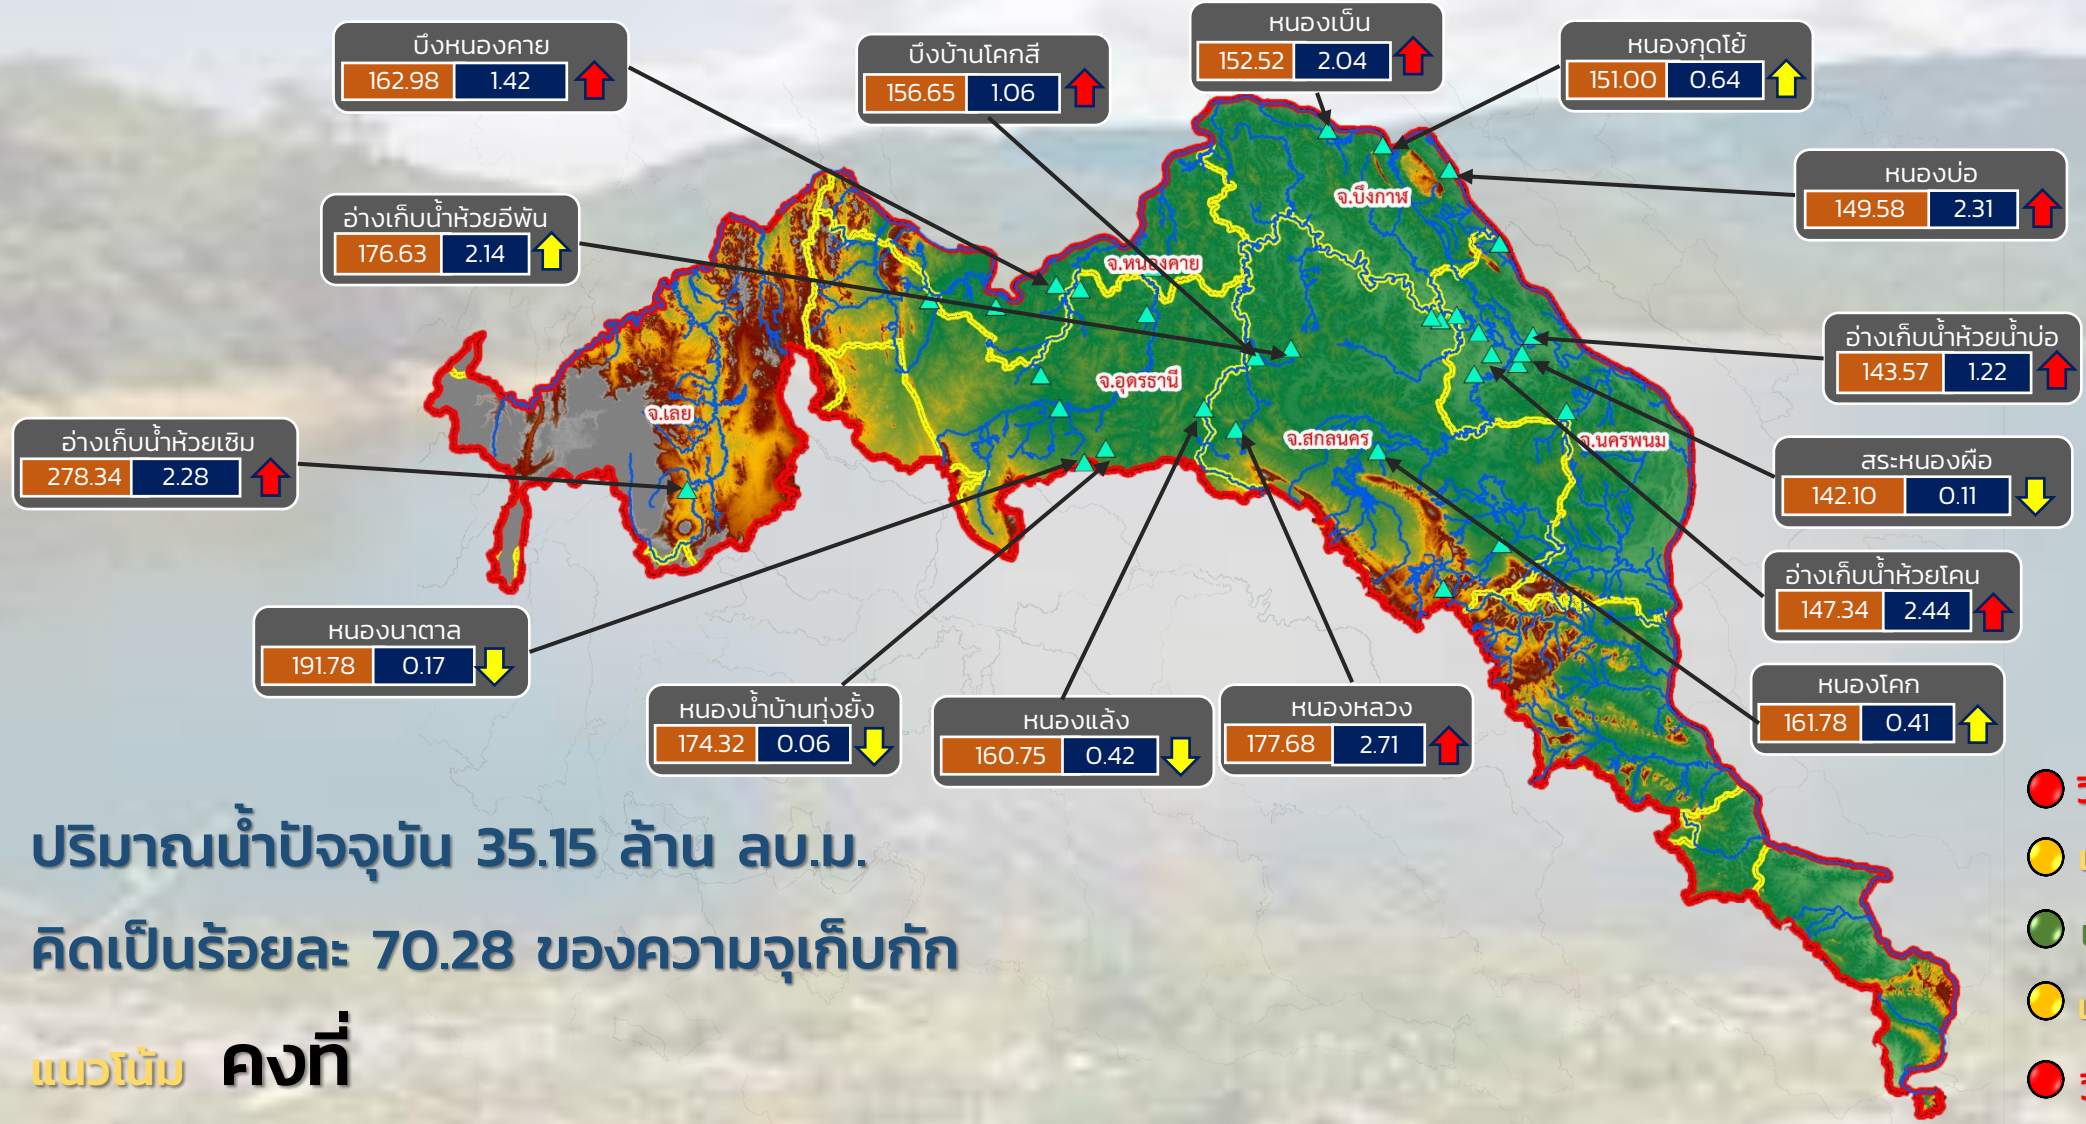 หนองเบ็น
152.52 2.04
บึงหนองคาย
162.98 1.42
บึงบ้านโคกสี
156.65 1.06
หนองกุดโย้
151.00 0.64
หนองบ่อ
149.58 2.31
อ่างเก็บน้ำห้วยอีพัน
176.63 2.14
จ.บึงกาฬ
จ.หนองคาย
อ่างเก็บน้ำห้วยน้ำบ่อ
143.57 1.22
จ.อุดรธานี
จ.เลย
จ.สกลนคร
จ.นครพนม
อ่างเก็บน้ำห้วยเซิม
278.34 2.28
สระหนองผือ
142.10 0.11
อ่างเก็บน้ำห้วยโคน
147.34 2.44
หนองนาตาล
191.78 0.17
หนองโคก
161.78 0.41
หนองน้ำบ้านทุ่งยั้ง
174.32 0.06
หนองแล้ง
160.75 0.42
หนองหลวง
177.68 2.71
ปริมาณน้ำปัจจุบัน 35.15 ล้าน ลบ.ม.
คิดเป็นร้อยละ 70.28 ของความจุเก็บกัก
แนวโน้ม คงที่